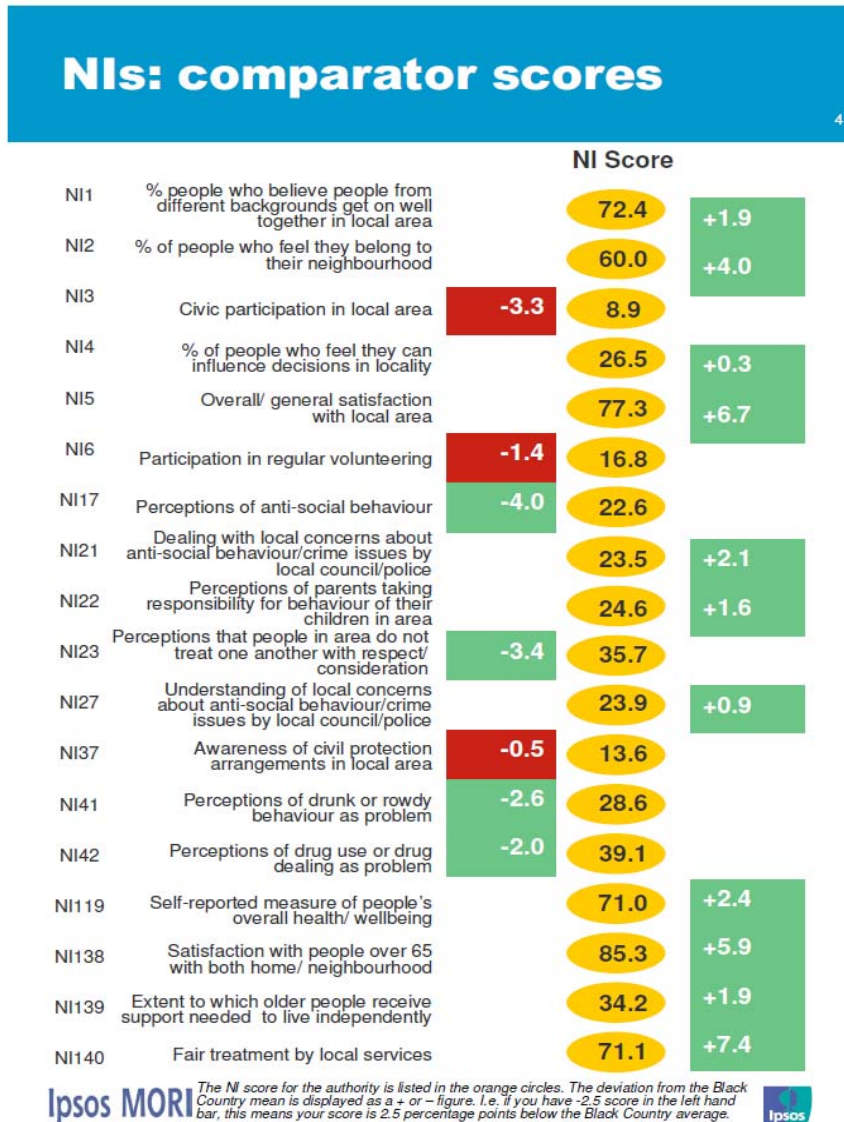 NIs: comparator scores
4
NI Score
NI1
% people who believe people from
different backgrounds get on well
together in local area
72.4
+1.9
NI2
% of people who feel they belong to
their neighbourhood
60.0
+4.0
NI3
Civic participation in local area
-3.3
8.9
NI4
% of people who feel they can
influence decisions in locality
26.5
+0.3
NI5
Overall/ general satisfaction
with local area
77.3
+6.7
NI6
Participation in regular volunteering
-1.4
16.8
NI17
Perceptions of anti-social behaviour
-4.0
22.6
NI21
Dealing with local concerns about
anti-social behaviour/crime issues by
local council/police
23.5
+2.1
NI22
Perceptions of parents taking
responsibility for behaviour of their
children in area
24.6
+1.6
NI23
Perceptions that people in area do not
treat one another with respect/
consideration
-3.4
35.7
NI27
Understanding of local concerns
about anti-social behaviour/crime
issues by local council/police
23.9
+0.9
NI37
Awareness of civil protection
arrangements in local area
-0.5
13.6
NI41
Perceptions of drunk or rowdy
behaviour as problem
-2.6
28.6
NI42
Perceptions of drug use or drug
dealing as problem
-2.0
39.1
NI119
Self-reported measure of people's
overall health/ wellbeing
71.0
+2.4
NI138
Satisfaction with people over 65
with both home/ neighbourhood
85.3
+5.9
NI139
Extent to which older people receive
support needed to live independently
34.2
+1.9
NI140
Fair treatment by local services
71.1
+7.4
Ipsos MORI
The NI score for the authority is listed in the orange circles. The deviation from the Black
Country mean is displayed as a + or – figure. I.e. if you have -2.5 score in the left hand
bar, this means your score is 2.5 percentage points below the Black Country average.
Ipsos